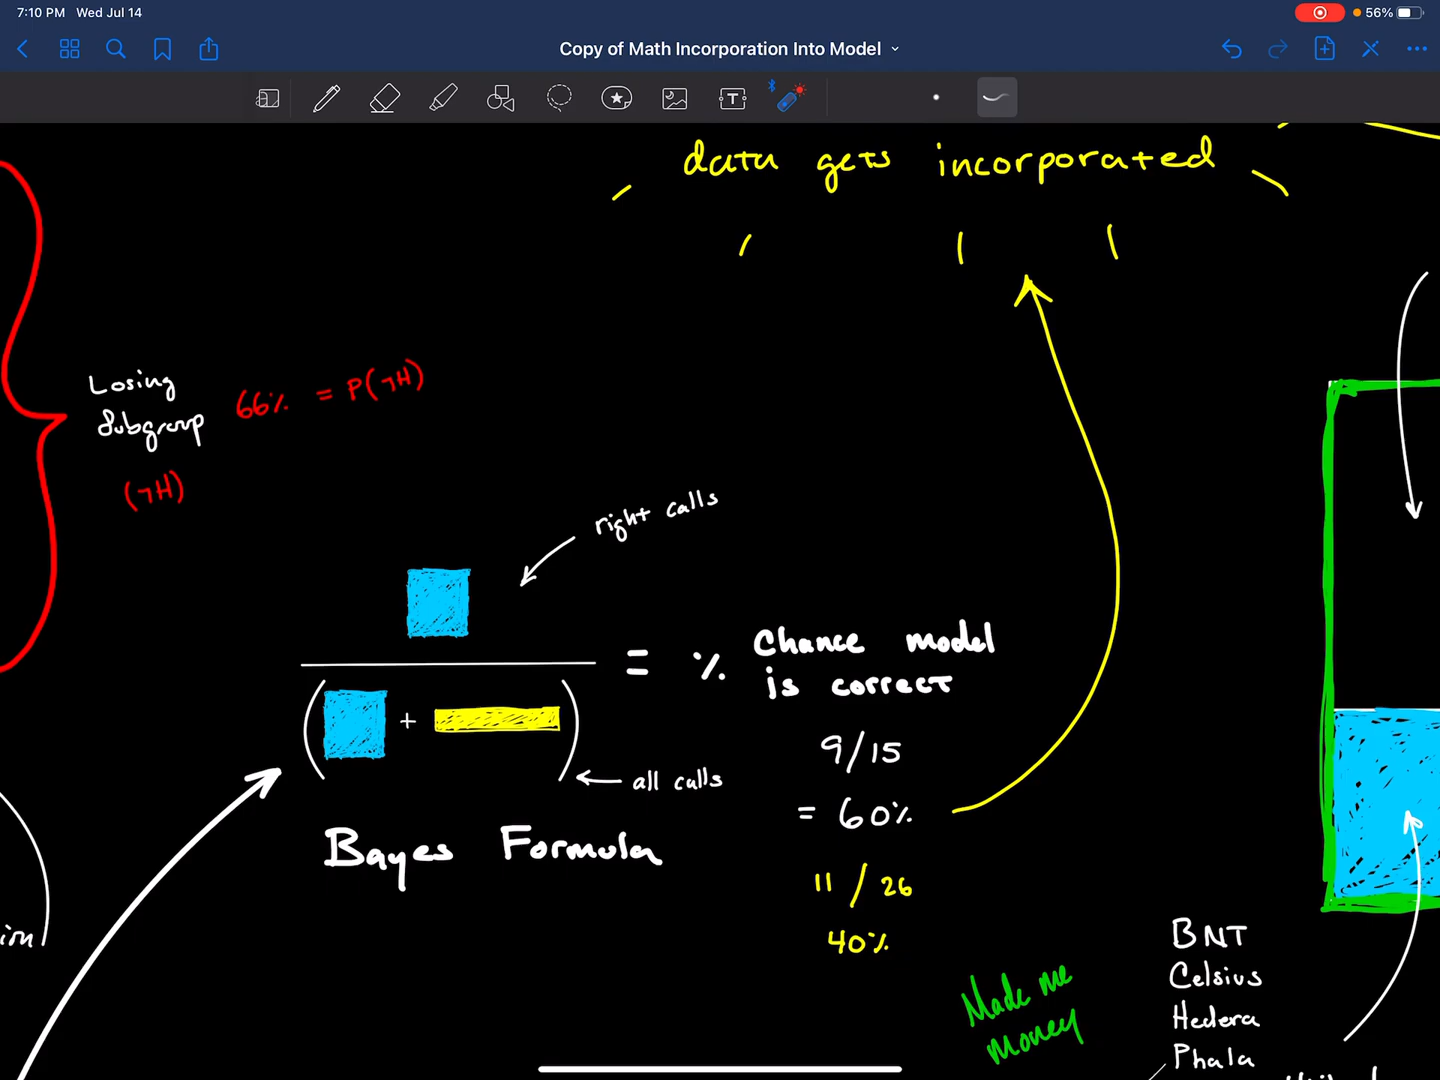 7:10 PM Wed Jul 14
56%
Copy of Math Incorporation Into Model
data gets incorporated
Losing
Subgroup
66% = P(¬H)
(¬H)
right calls
+
= % Chance model
is correct
all calls
9/15
= 60%
Bayes Formula
11/26
40%
Made me
money
BNT
Celsius
Hedera
Phala